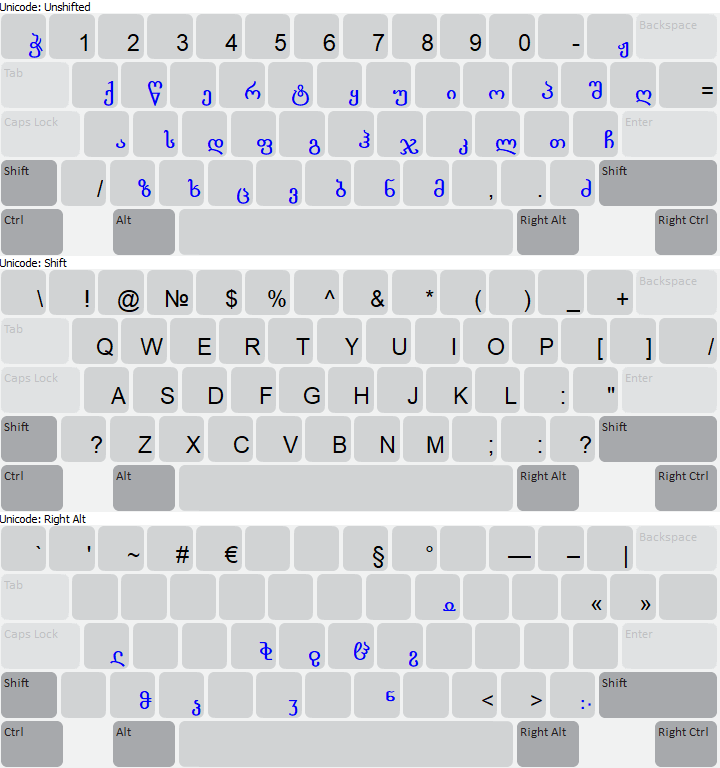 Unicode: Unshifted
ჭ 1 2 3 4 5 6 7 8 9 0 - ჟ Backspace
Tab ქ წ ე რ ტ ყ უ ი ო პ შ ღ =
Caps Lock ა ს დ ფ გ ჰ ჯ კ ლ თ ჩ Enter
Shift / ზ ხ ც ვ ბ ნ მ , . ძ Shift
Ctrl Alt Right Alt Right Ctrl
Unicode: Shift
\ ! @ № $ % ^ & * ( ) _ + Backspace
Tab Q W E R T Y U I O P [ ] /
Caps Lock A S D F G H J K L : " Enter
Shift ? Z X C V B N M ; : ? Shift
Ctrl Alt Right Alt Right Ctrl
Unicode: Right Alt
` ' ~ # € § ° — – | Backspace
Tab ჲ « »
Caps Lock ჶ ჵ ჱ Enter
Shift ჴ ჳ ჼ < > ჻ Shift
Ctrl Alt Right Alt Right Ctrl